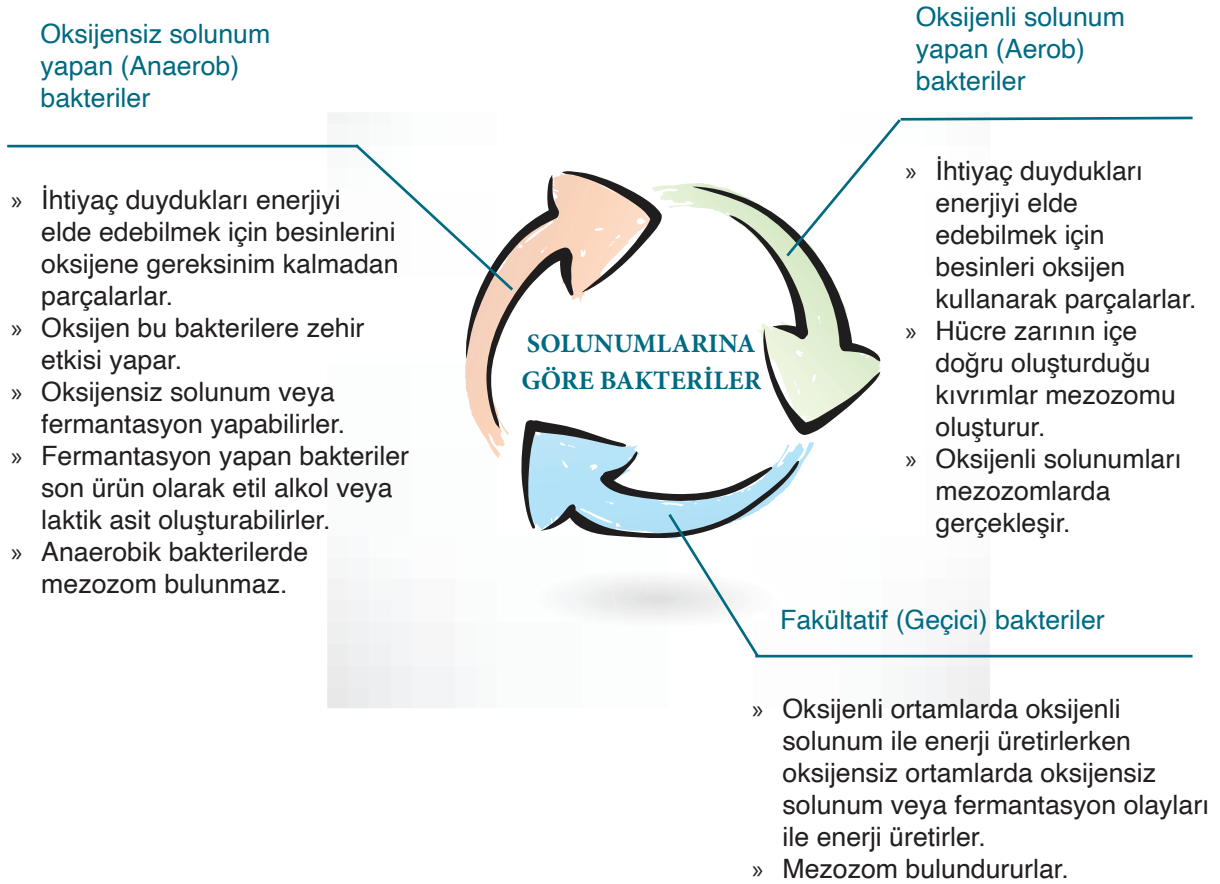 Oksijensiz solunum
yapan (Anaerob)
bakteriler
» İhtiyaç duydukları enerjiyi
elde edebilmek için besinlerini
oksijene gereksinim kalmadan
parçalarlar.
» Oksijen bu bakterilere zehir
etkisi yapar.
» Oksijensiz solunum veya
fermantasyon yapabilirler.
» Fermantasyon yapan bakteriler
son ürün olarak etil alkol veya
laktik asit oluşturabilirler.
» Anaerobik bakterilerde
mezozom bulunmaz.
SOLUNUMLARINA
GÖRE BAKTERİLER
Oksijenli solunum
yapan (Aerob)
bakteriler
» İhtiyaç duydukları
enerjiyi elde
edebilmek için
besinleri oksijen
kullanarak parçalarlar.
» Hücre zarının içe
doğru oluşturduğu
kıvrımlar mezozomu
oluşturur.
» Oksijenli solunumları
mezozomlarda
gerçekleşir.
Fakültatif (Geçici) bakteriler
» Oksijenli ortamlarda oksijenli
solunum ile enerji üretirlerken
oksijensiz ortamlarda oksijensiz
solunum veya fermantasyon olayları
ile enerji üretirler.
» Mezozom bulundururlar.